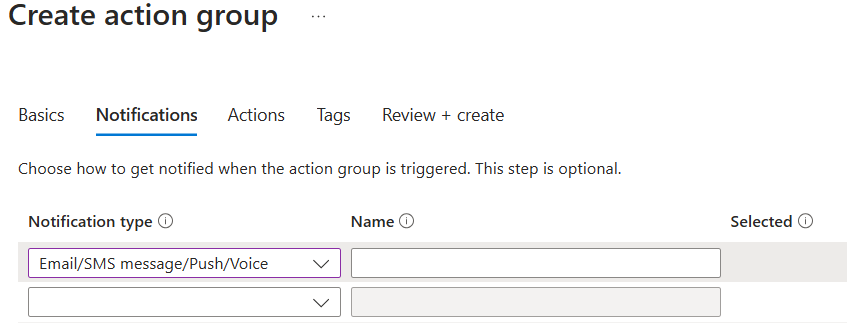 Create action group ...
Basics Notifications Actions Tags Review + create
Choose how to get notified when the action group is triggered. This step is optional.
Notification type Name Selected
Email/SMS message/Push/Voice